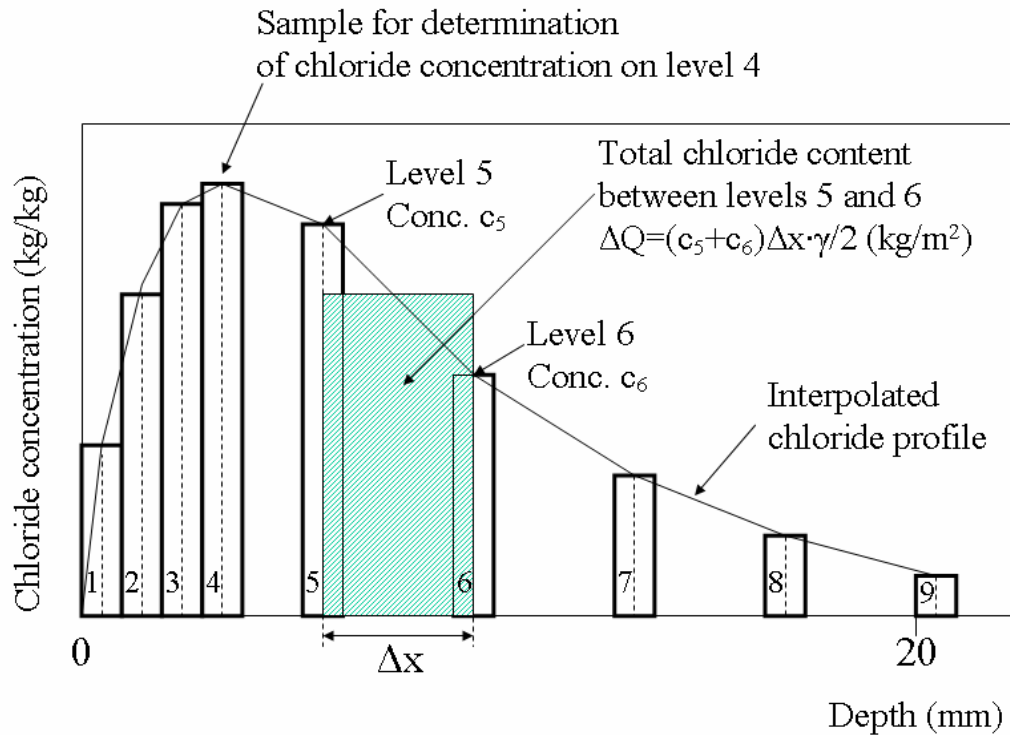 Sample for determination
of chloride concentration on level 4
Total chloride content
between levels 5 and 6
ΔQ=(c₅+c₆)Δx·γ/2 (kg/m²)
Level 5
Conc. c₅
Level 6
Conc. c₆
Interpolated
chloride profile
Chloride concentration (kg/kg)
1 2 3 4 5 6 7 8 9
0 20
Δx
Depth (mm)